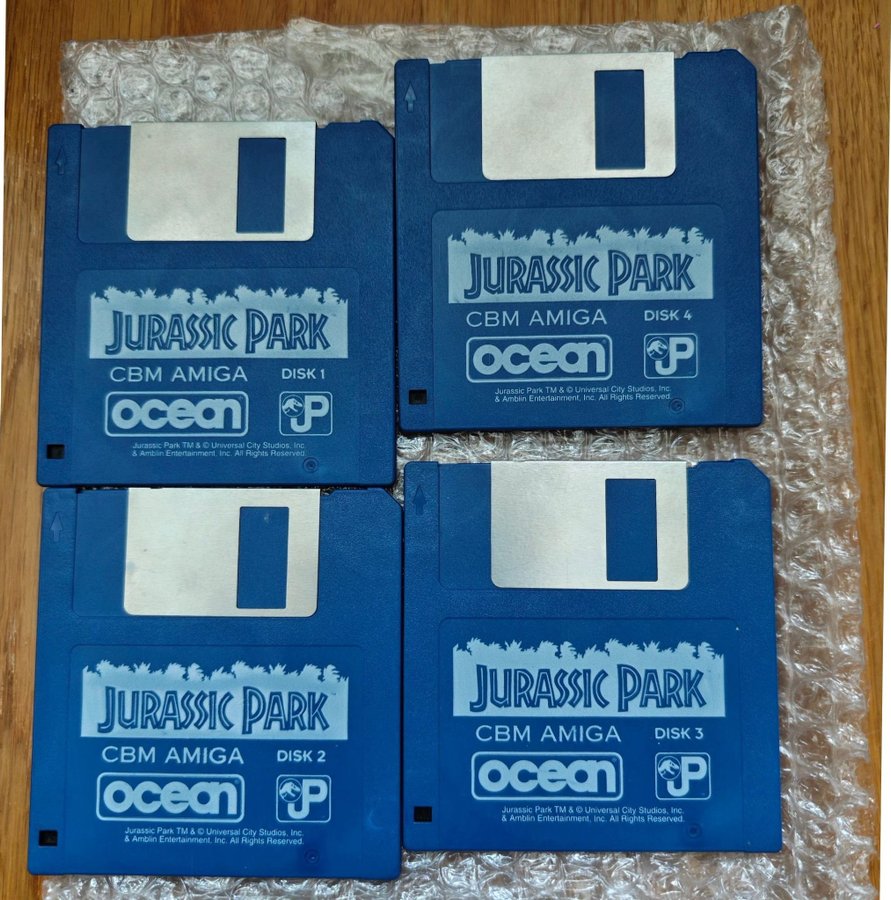 JURASSIC PARK™
CBM AMIGA DISK 1
ocean JP
Jurassic Park TM & © Universal City Studios, Inc.
& Amblin Entertainment, Inc. All Rights Reserved.
JURASSIC PARK™
CBM AMIGA DISK 4
ocean JP
Jurassic Park TM & © Universal City Studios, Inc.
& Amblin Entertainment, Inc. All Rights Reserved.
JURASSIC PARK™
CBM AMIGA DISK 2
ocean JP
Jurassic Park TM & © Universal City Studios, Inc.
& Amblin Entertainment, Inc. All Rights Reserved.
JURASSIC PARK™
CBM AMIGA DISK 3
ocean JP
Jurassic Park TM & © Universal City Studios, Inc.
& Amblin Entertainment, Inc. All Rights Reserved.